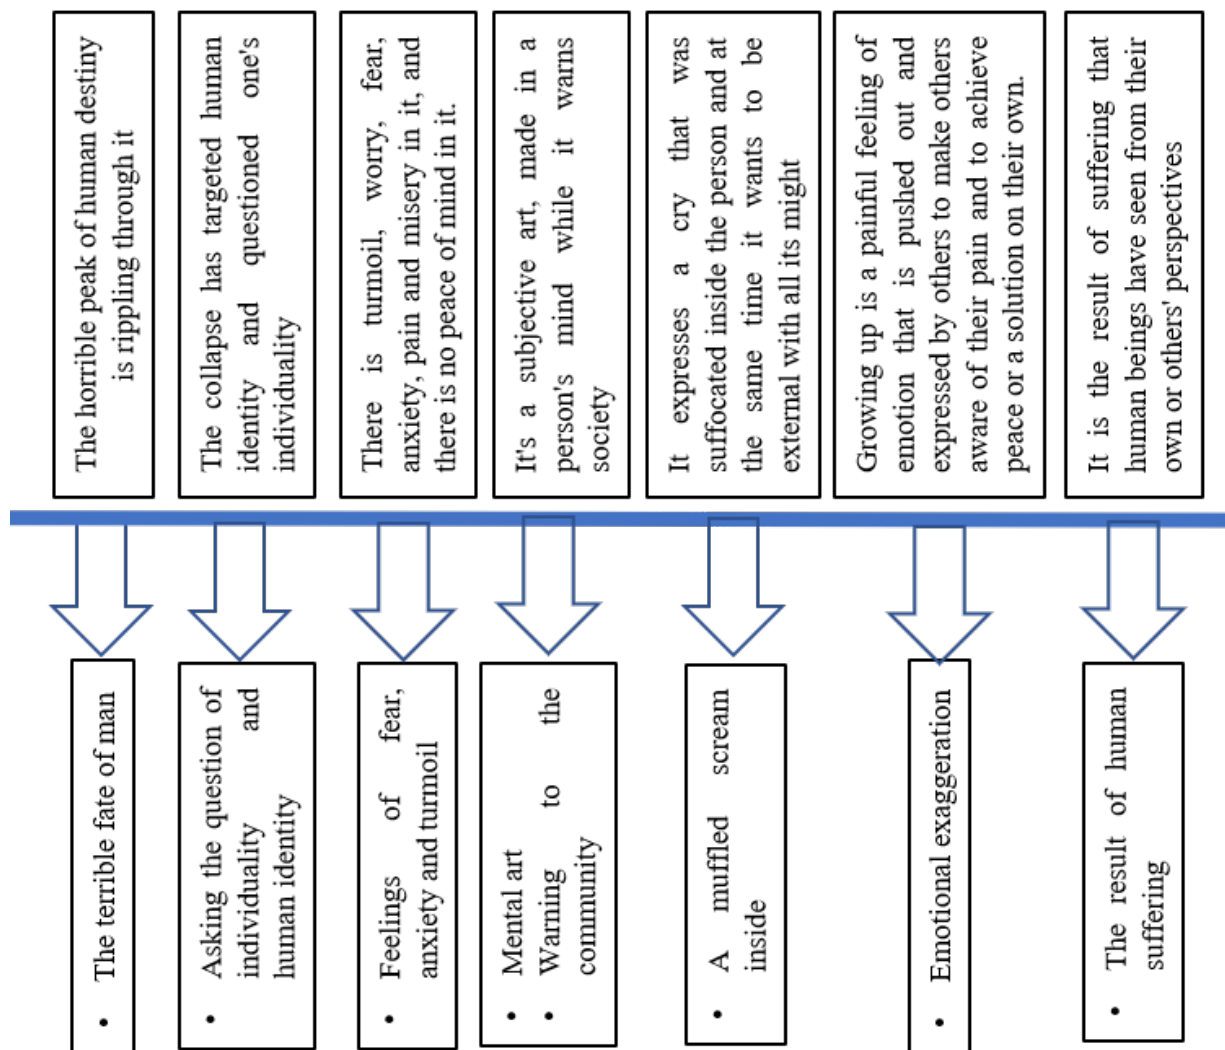 The horrible peak of human destiny
is rippling through it
The collapse has targeted human
identity and questioned one's
individuality
There is turmoil, worry, fear,
anxiety, pain and misery in it, and
there is no peace of mind in it.
It's a subjective art, made in a
person's mind while it warns
society
It expresses a cry that was
suffocated inside the person and at
the same time it wants to be
external with all its might
Growing up is a painful feeling of
emotion that is pushed out and
expressed by others to make others
aware of their pain and to achieve
peace or a solution on their own.
It is the result of suffering that
human beings have seen from their
own or others' perspectives
• The terrible fate of man
• Asking the question of
individuality and
human identity
• Feelings of fear,
anxiety and turmoil
• Mental art
• Warning to the
community
• A muffled scream
inside
• Emotional exaggeration
• The result of human
suffering